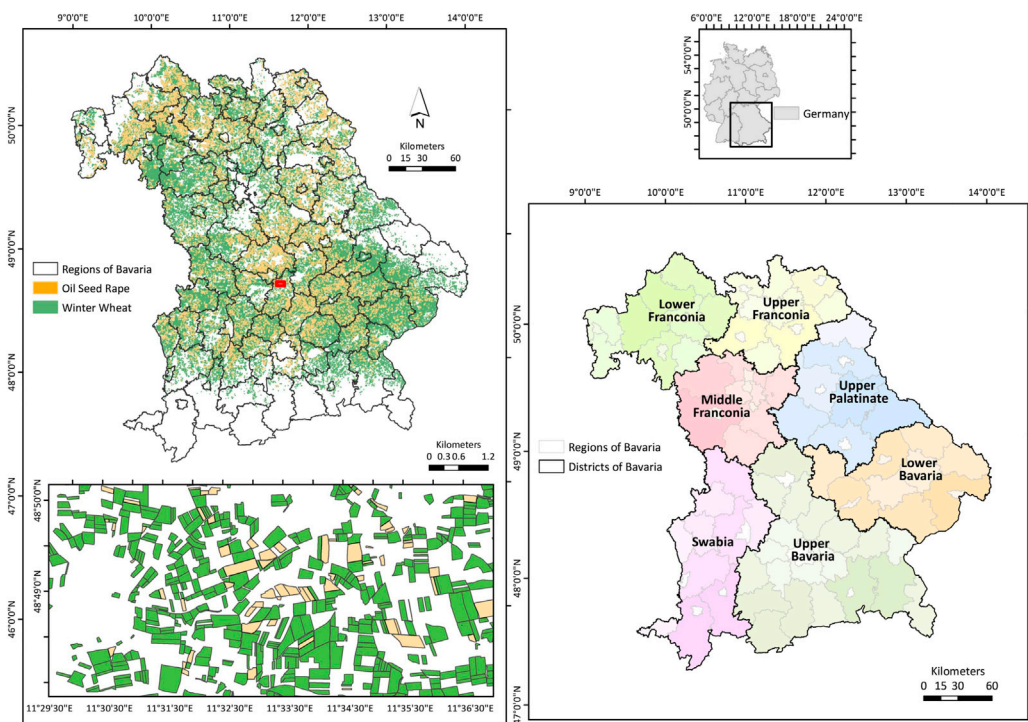 9°0'0"E 10°0'0"E 11°0'0"E 12°0'0"E 13°0'0"E 14°0'0"E
50°0'0"N
49°0'0"N
48°0'0"N
47°0'0"N
46°0'0"N
N
Kilometers
0 15 30 60
Regions of Bavaria
Oil Seed Rape
Winter Wheat
Kilometers
0 0.3 0.6 1.2
48°50'0"N
48°49'0"N
11°29'30"E 11°30'30"E 11°31'30"E 11°32'30"E 11°33'30"E 11°34'30"E 11°35'30"E 11°36'30"E
6°0'0"E 12°0'0"E 18°0'0"E 24°0'0"E
54°0'0"N
50°0'0"N
Germany
9°0'0"E 10°0'0"E 11°0'0"E 12°0'0"E 13°0'0"E 14°0'0"E
50°0'0"N
49°0'0"N
48°0'0"N
Lower
Franconia
Upper
Franconia
Middle
Franconia
Upper
Palatinate
Lower
Bavaria
Swabia
Upper
Bavaria
Regions of Bavaria
Districts of Bavaria
Kilometers
0 15 30 60